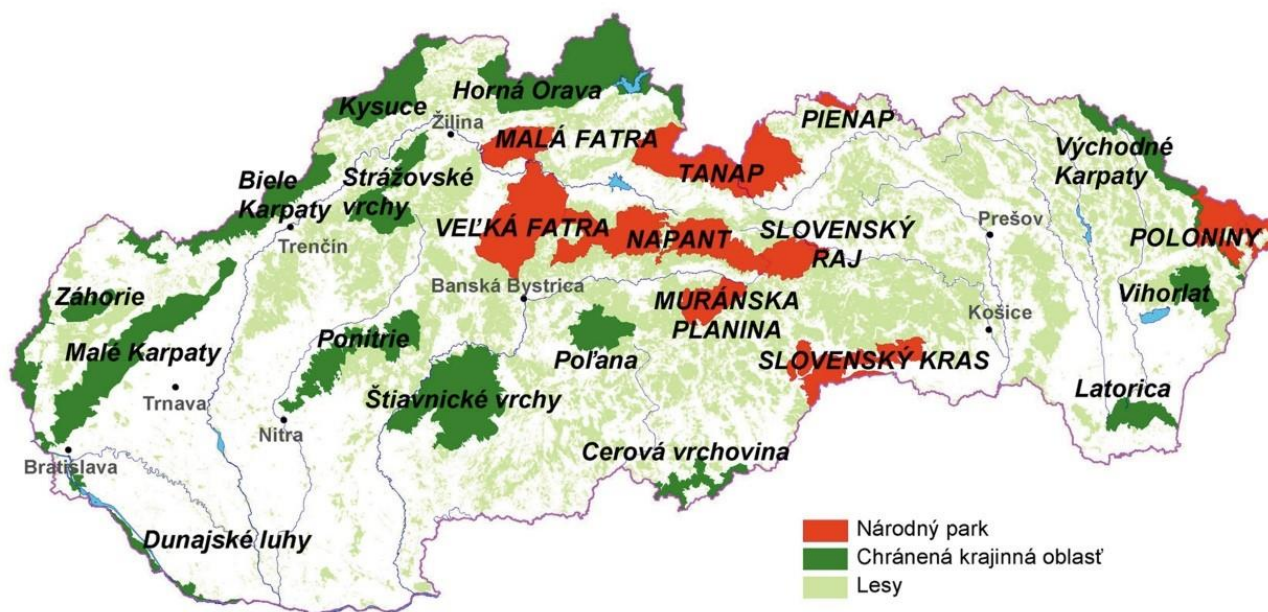 Kysuce
Horná Orava
Žilina
MALÁ FATRA
PIENAP
TANAP
Východné
Karpaty
Biele
Karpaty
Strážovské
vrchy
Trenčín
VEĽKÁ FATRA
NAPANT
SLOVENSKÝ
RAJ
Prešov
POLONINY
Banská Bystrica
MURÁNSKA
PLANINA
Vihorlat
Košice
Záhorie
Malé Karpaty
Ponitrie
Poľana
SLOVENSKÝ KRAS
Trnava
Štiavnické vrchy
Nitra
Latorica
Bratislava
Cerová vrchovina
Dunajské luhy
Národný park
Chránená krajinná oblasť
Lesy